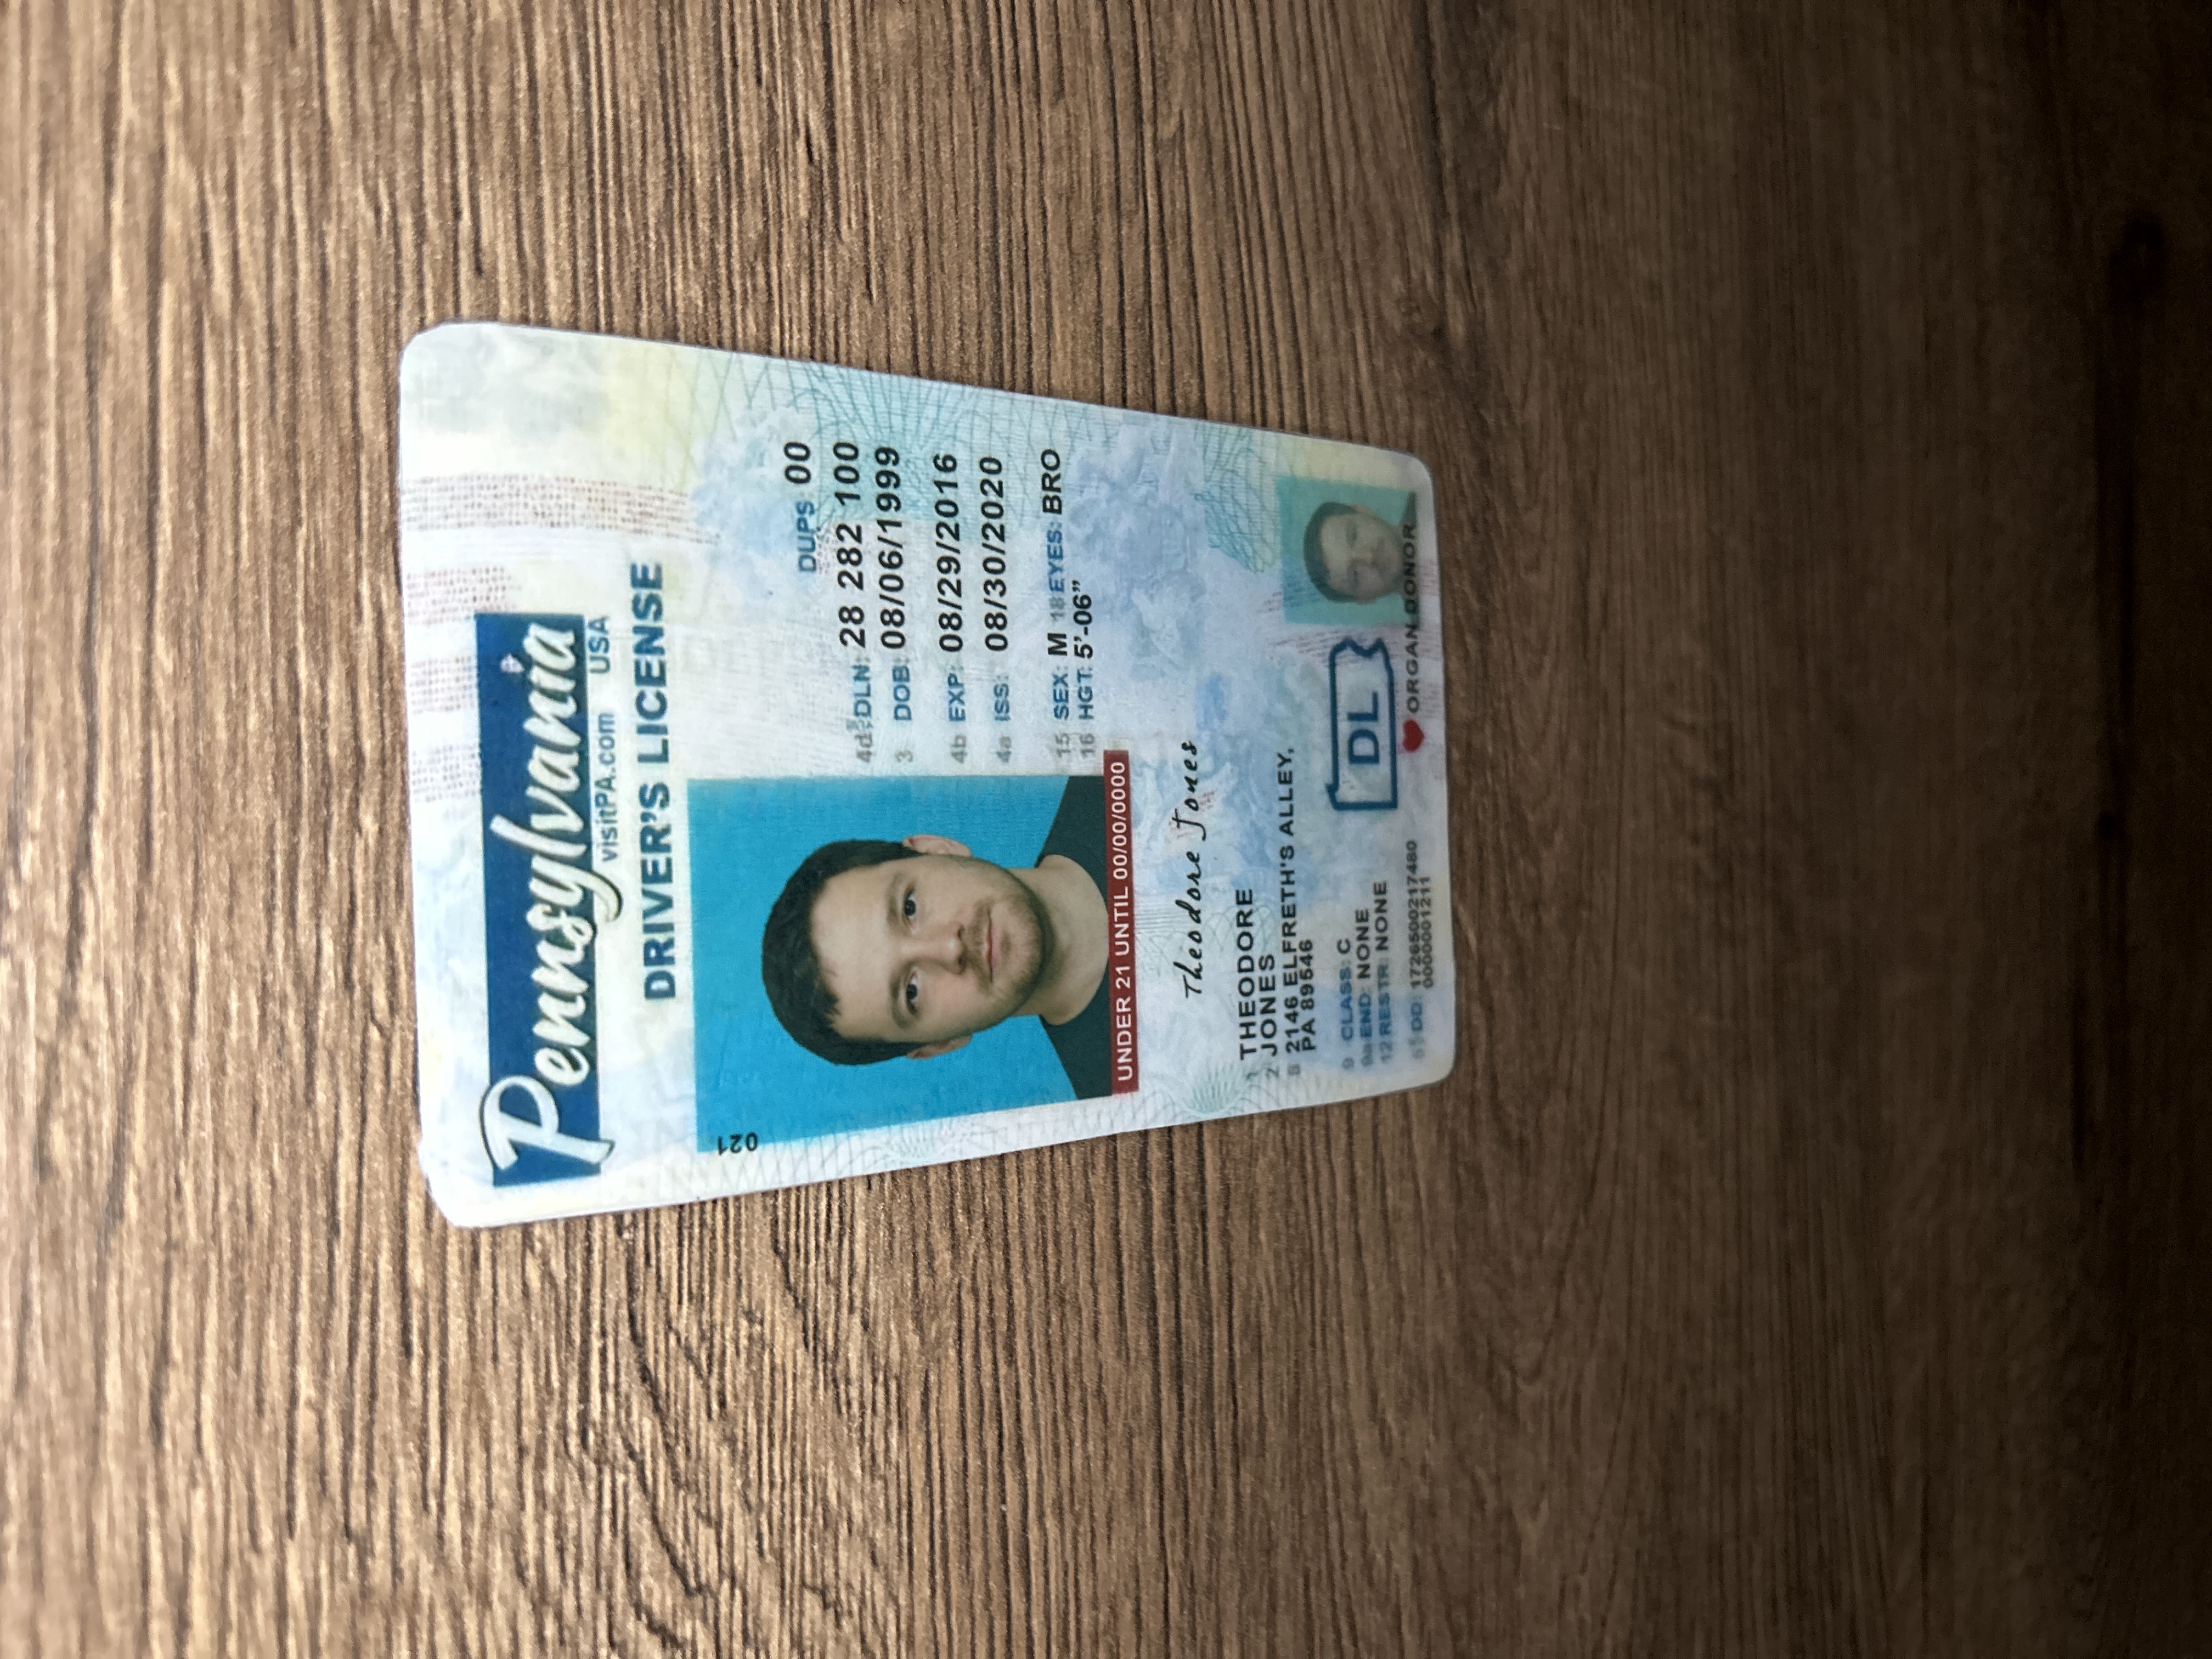 Pennsylvania
visitPA.com USA
DRIVER'S LICENSE
021
DUPS 00
4d DLN: 28 282 100
3 DOB: 08/06/1999
4b EXP: 08/29/2016
4a ISS: 08/30/2020
15 SEX: M 18 EYES: BRO
16 HGT: 5'-06"
UNDER 21 UNTIL 00/00/0000
Theodore Jones
1 THEODORE
2 JONES
8 2146 ELFRETH'S ALLEY,
PA 89546
9 CLASS: C
9a END: NONE
12 RESTR: NONE
DL
5 DD: 1726500217480
0000001211
ORGAN DONOR